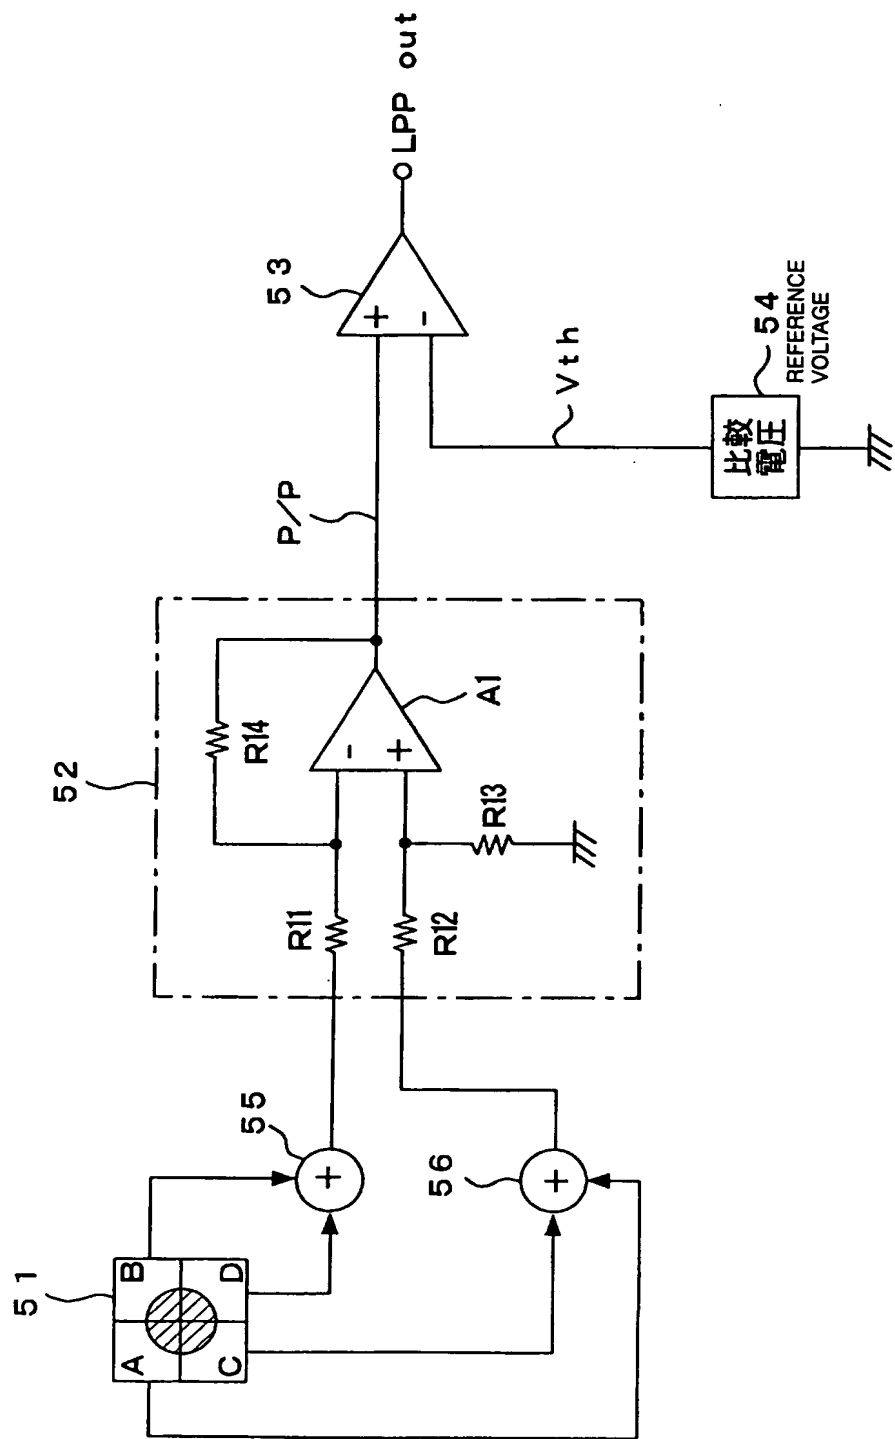 51
A
B
C
D
55
56
52
R11
R12
R13
R14
A1
P/P
53
LPP out
Vth
54
比較
電圧
REFERENCE
VOLTAGE